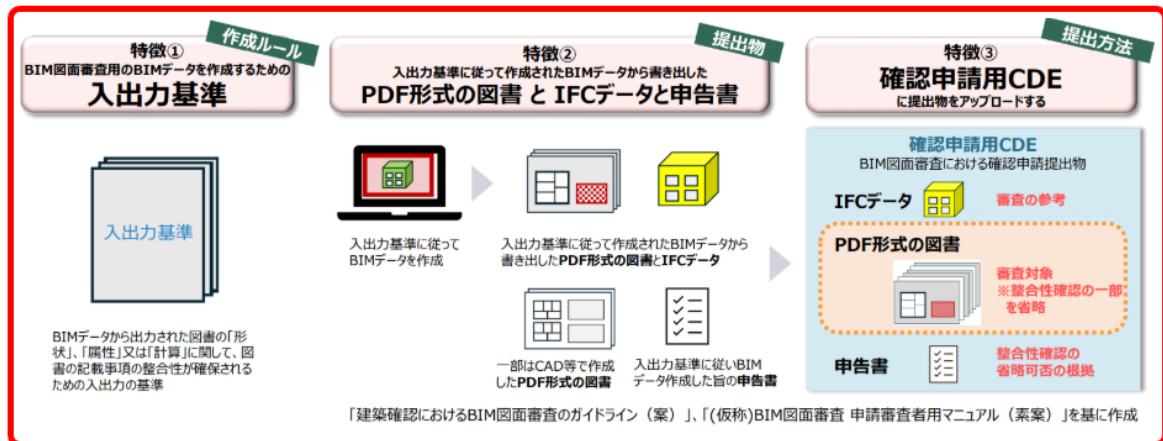 作成ルール
特徴①
BIM図面審査用のBIMデータを作成するための
入出力基準
入出力基準
BIMデータから出力された図書の「形
状」、「属性」又は「計算」に関して、図
書の記載事項の整合性が確保される
ための入出力の基準
提出物
特徴②
入出力基準に従って作成されたBIMデータから書き出した
PDF形式の図書 と IFCデータと申告書
入出力基準に従って
BIMデータを作成
入出力基準に従って作成されたBIMデータから
書き出したPDF形式の図書とIFCデータ
一部はCAD等で作成
したPDF形式の図書
入出力基準に従いBIM
データ作成した旨の申告書
提出方法
特徴③
確認申請用CDE
に提出物をアップロードする
確認申請用CDE
BIM図面審査における確認申請提出物
IFCデータ
審査の参考
PDF形式の図書
審査対象
※整合性確認の一部
を省略
申告書
整合性確認の
省略可否の根拠
「建築確認におけるBIM図面審査のガイドライン（案）」、「(仮称)BIM図面審査 申請審査者用マニュアル（素案）」を基に作成